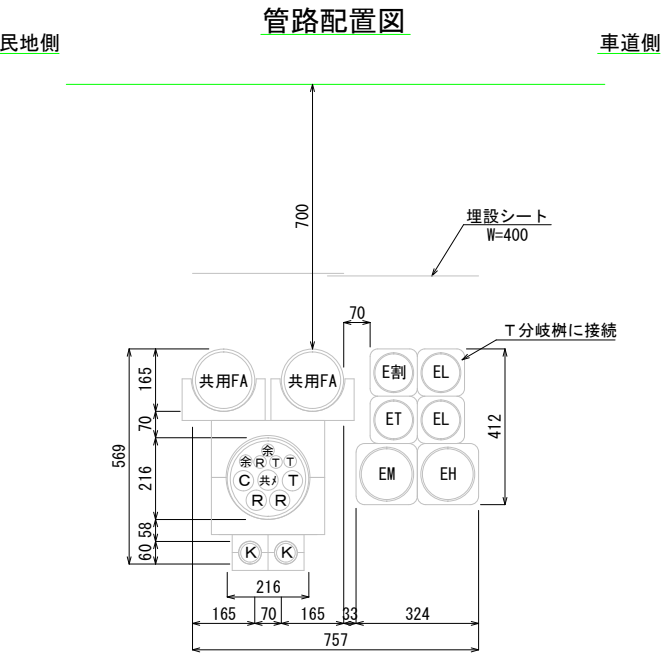 管路配置図
民地側
車道側
700
埋設シート
W=400
70
T分岐桝に接続
共用FA
共用FA
E割
EL
ET
EL
EM
EH
412
165
70
216
58
60
569
余
余
R
T
T
C
共
T
R
R
K
K
216
165
70
165
33
324
757